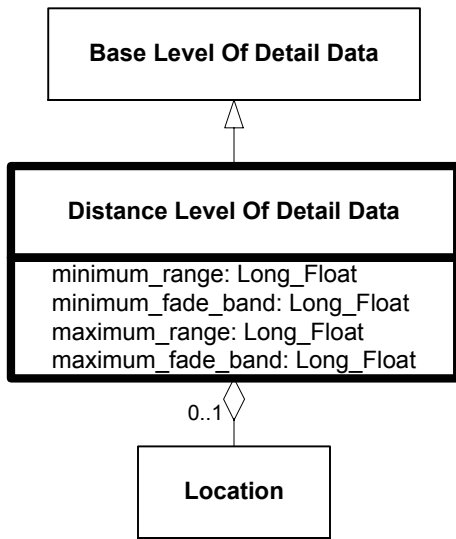 Base Level Of Detail Data
Distance Level Of Detail Data
minimum_range: Long_Float
minimum_fade_band: Long_Float
maximum_range: Long_Float
maximum_fade_band: Long_Float
0..1
Location